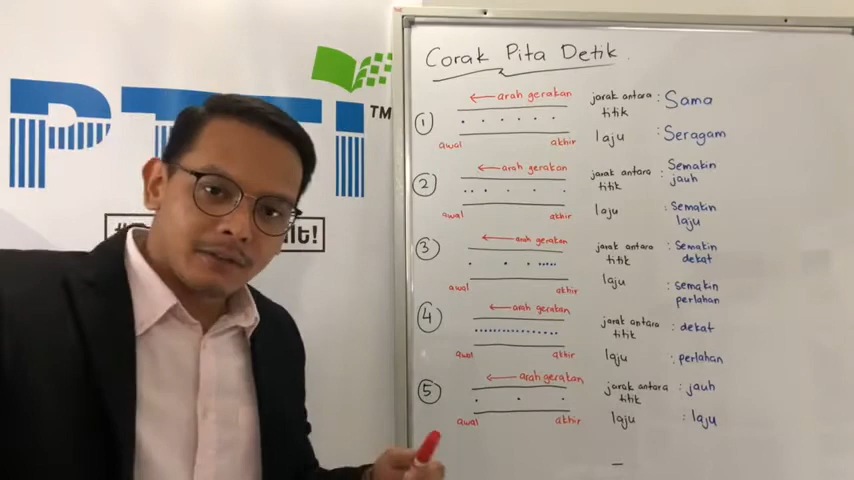 Corak Pita Detik
PTTI TM
1 ← arah gerakan jarak antara titik : Sama
awal akhir laju : Seragam
2 ← arah gerakan jarak antara titik : Semakin jauh
awal akhir laju : Semakin laju
3 ← arah gerakan jarak antara titik : Semakin dekat
awal akhir laju : semakin perlahan
4 ← arah gerakan jarak antara titik : dekat
awal akhir laju : perlahan
5 ← arah gerakan jarak antara titik : jauh
awal akhir laju : laju